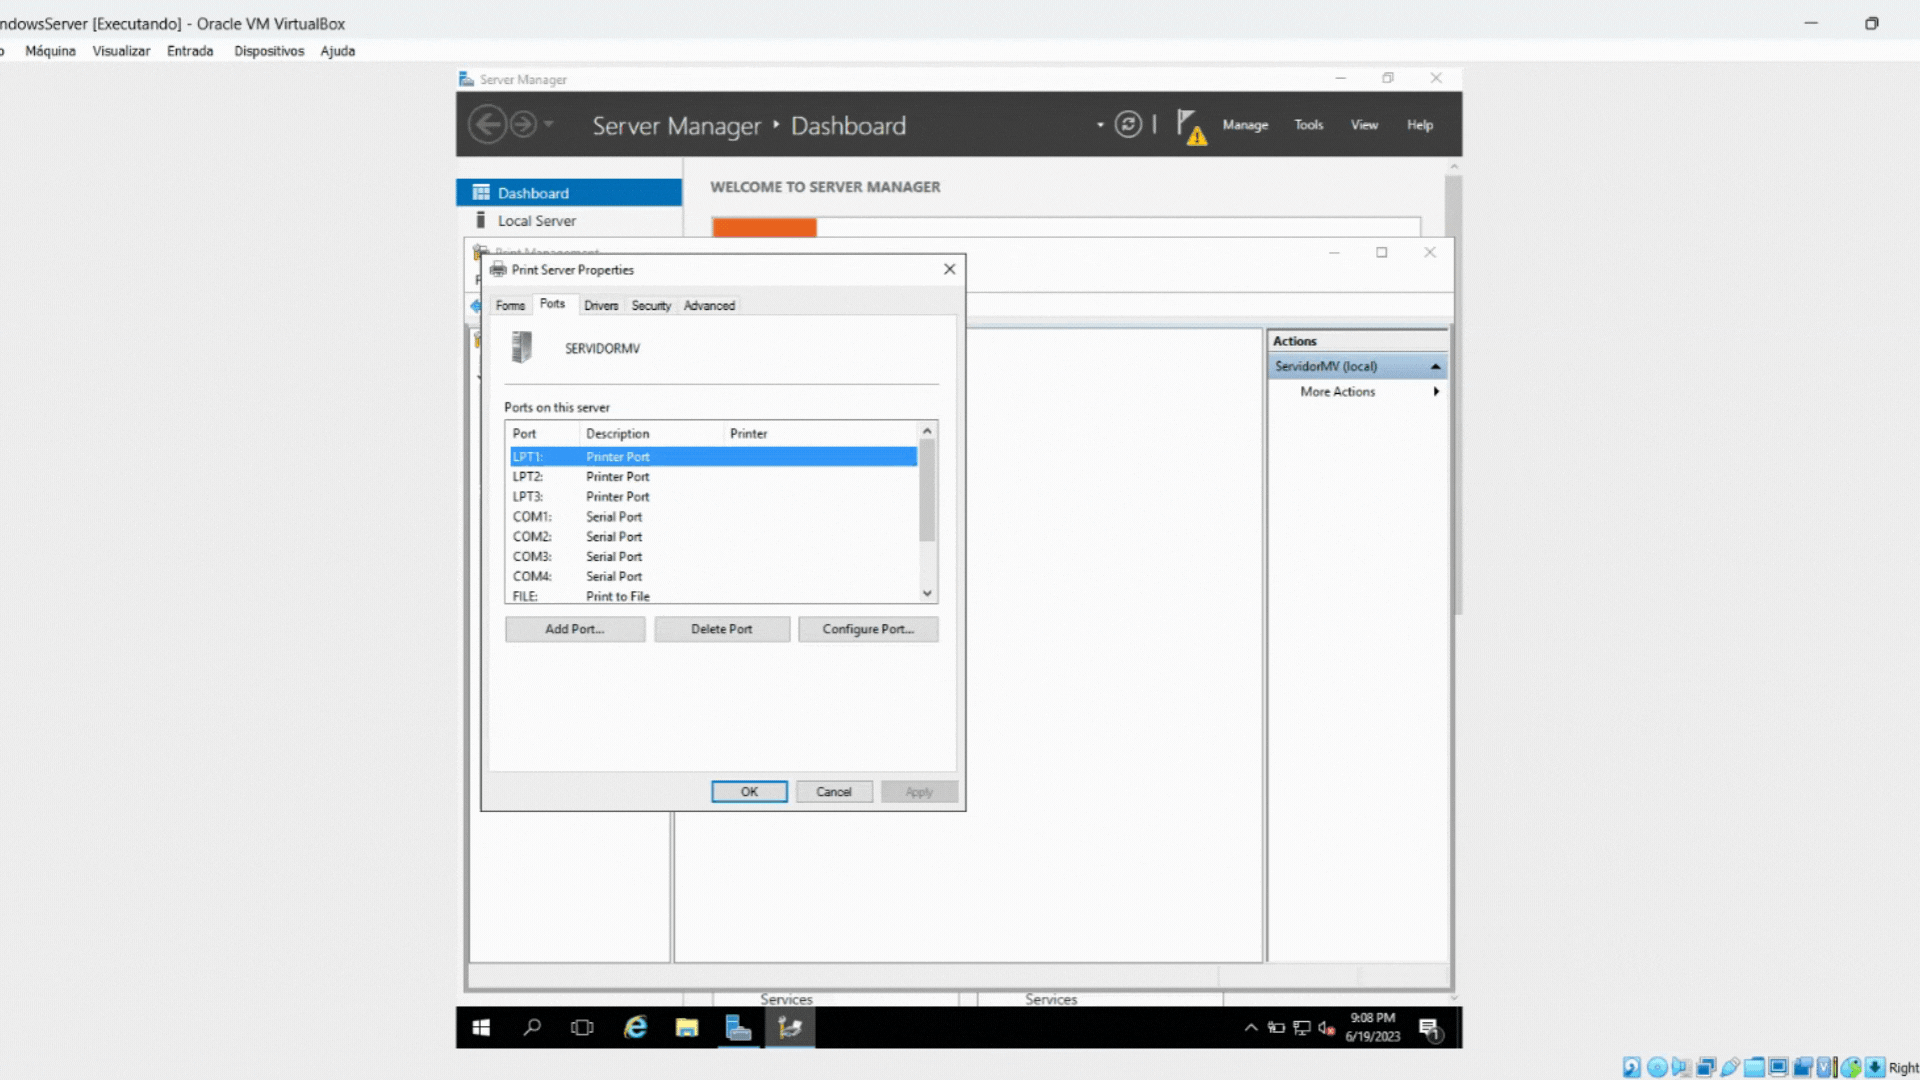 ndowsServer [Executando] - Oracle VM VirtualBox
Máquina Visualizar Entrada Dispositivos Ajuda
Server Manager
Server Manager Dashboard
Manage Tools View Help
Dashboard
WELCOME TO SERVER MANAGER
Local Server
Print Management
Print Server Properties
Forms Ports Drivers Security Advanced
SERVIDORMV
Actions
ServidorMV (local)
More Actions
Ports on this server
Port Description Printer
LPT1: Printer Port
LPT2: Printer Port
LPT3: Printer Port
COM1: Serial Port
COM2: Serial Port
COM3: Serial Port
COM4: Serial Port
FILE: Print to File
Add Port... Delete Port Configure Port...
OK Cancel Apply
Services Services
9:08 PM
6/19/2023
1
Right